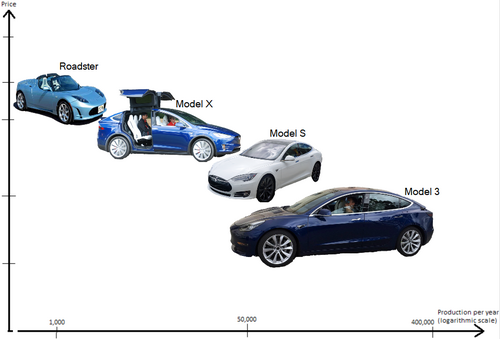 Price
Roadster
Model X
Model S
Model 3
Production per year
(logarithmic scale)
1,000
50,000
400,000